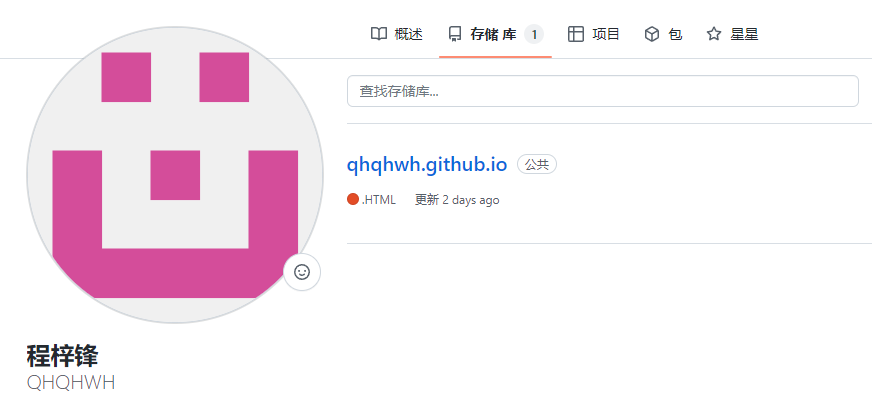 概述 存储 库 1 项目 包 星星
查找存储库...
qhqhwh.github.io 公共
.HTML 更新 2 days ago
程梓锋
QHQHWH